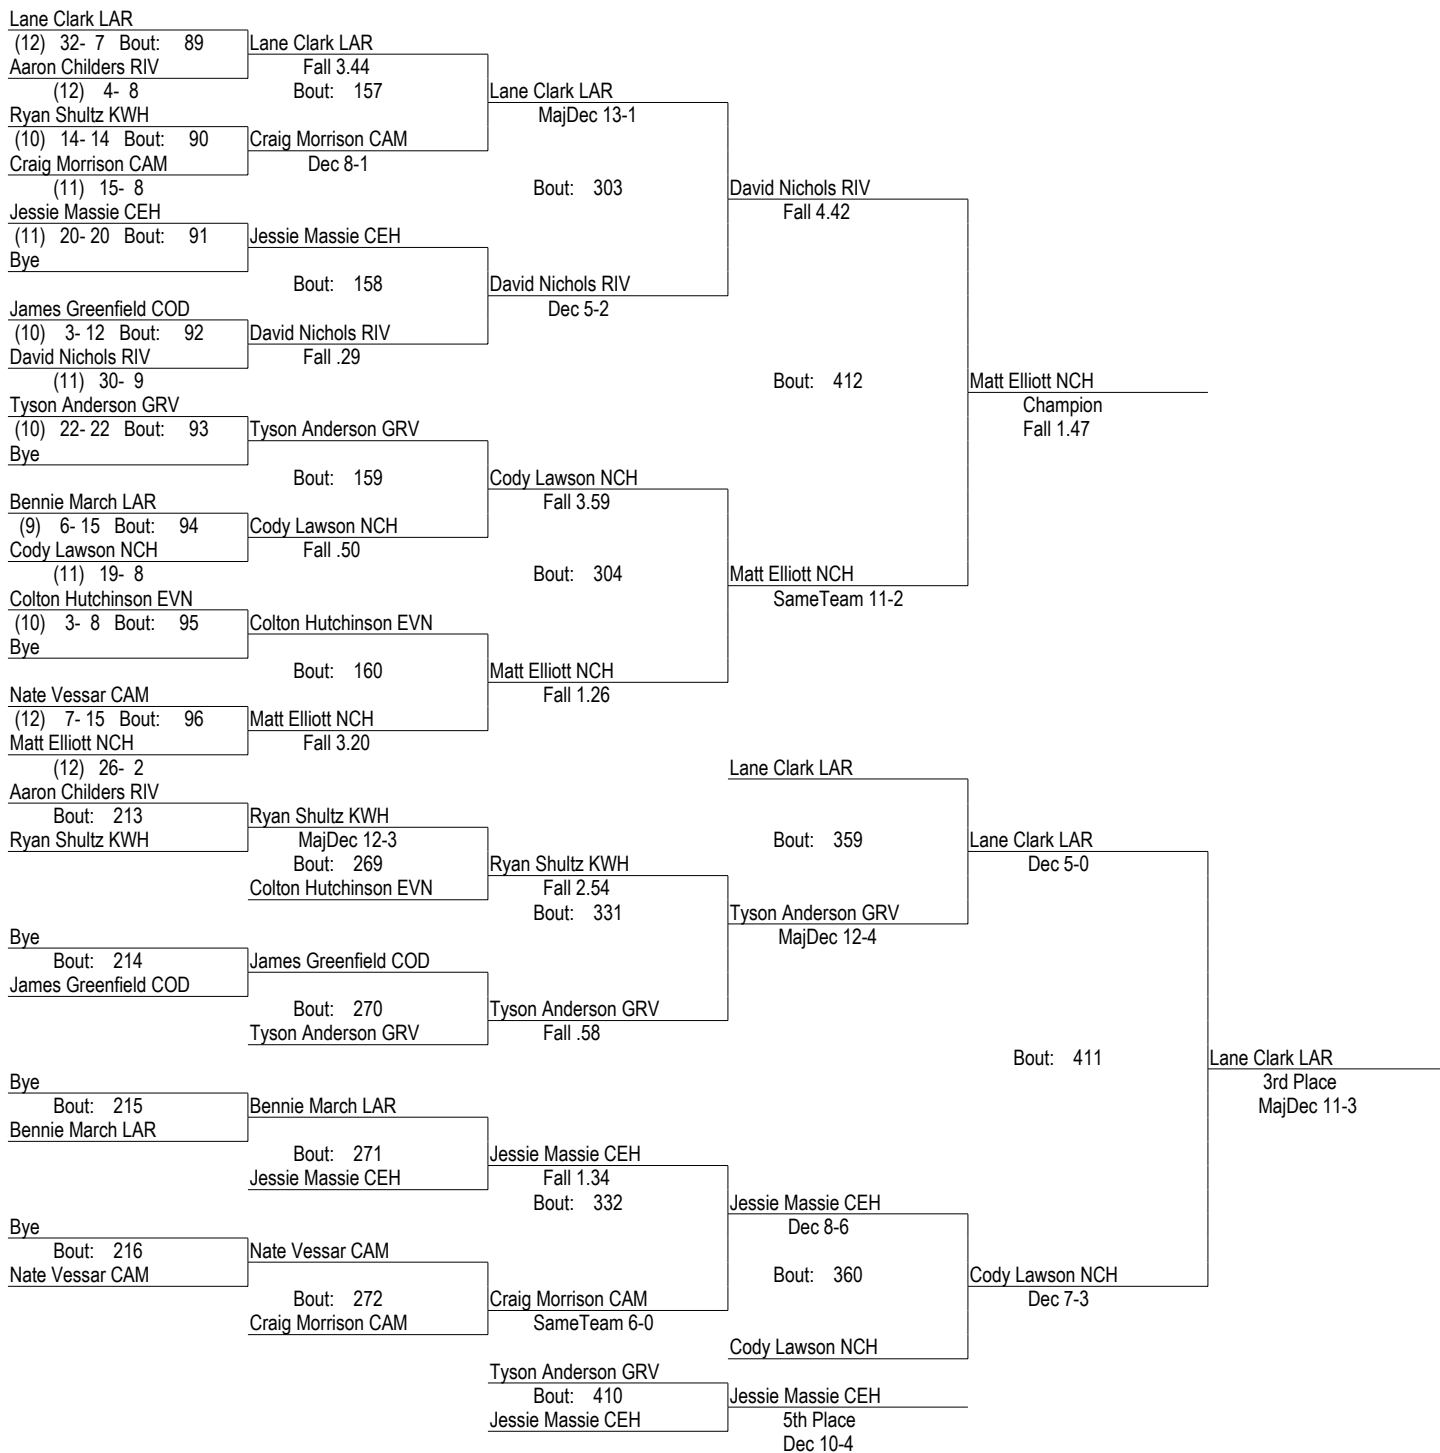 Lane Clark LAR
(12) 32- 7 Bout: 89
Aaron Childers RIV
(12) 4- 8
Ryan Shultz KWH
(10) 14- 14 Bout: 90
Craig Morrison CAM
(11) 15- 8
Jessie Massie CEH
(11) 20- 20 Bout: 91
Bye
James Greenfield COD
(10) 3- 12 Bout: 92
David Nichols RIV
(11) 30- 9
Tyson Anderson GRV
(10) 22- 22 Bout: 93
Bye
Bennie March LAR
(9) 6- 15 Bout: 94
Cody Lawson NCH
(11) 19- 8
Colton Hutchinson EVN
(10) 3- 8 Bout: 95
Bye
Nate Vessar CAM
(12) 7- 15 Bout: 96
Matt Elliott NCH
(12) 26- 2
Lane Clark LAR
Fall 3.44
Bout: 157
Craig Morrison CAM
Dec 8-1
Jessie Massie CEH
Bout: 158
David Nichols RIV
Fall .29
Tyson Anderson GRV
Bout: 159
Cody Lawson NCH
Fall .50
Colton Hutchinson EVN
Bout: 160
Matt Elliott NCH
Fall 3.20
Lane Clark LAR
MajDec 13-1
Bout: 303
David Nichols RIV
Dec 5-2
Cody Lawson NCH
Fall 3.59
Bout: 304
Matt Elliott NCH
Fall 1.26
David Nichols RIV
Fall 4.42
Bout: 412
Matt Elliott NCH
SameTeam 11-2
Matt Elliott NCH
Champion
Fall 1.47
Aaron Childers RIV
Bout: 213
Ryan Shultz KWH
Bye
Bout: 214
James Greenfield COD
Bye
Bout: 215
Bennie March LAR
Bye
Bout: 216
Nate Vessar CAM
Ryan Shultz KWH
MajDec 12-3
Bout: 269
Colton Hutchinson EVN
James Greenfield COD
Bout: 270
Tyson Anderson GRV
Bennie March LAR
Bout: 271
Jessie Massie CEH
Nate Vessar CAM
Bout: 272
Craig Morrison CAM
Ryan Shultz KWH
Fall 2.54
Bout: 331
Tyson Anderson GRV
Fall .58
Jessie Massie CEH
Fall 1.34
Bout: 332
Craig Morrison CAM
SameTeam 6-0
Lane Clark LAR
Bout: 359
Tyson Anderson GRV
MajDec 12-4
Jessie Massie CEH
Dec 8-6
Bout: 360
Cody Lawson NCH
Lane Clark LAR
Dec 5-0
Bout: 411
Cody Lawson NCH
Dec 7-3
Lane Clark LAR
3rd Place
MajDec 11-3
Tyson Anderson GRV
Bout: 410
Jessie Massie CEH
Jessie Massie CEH
5th Place
Dec 10-4